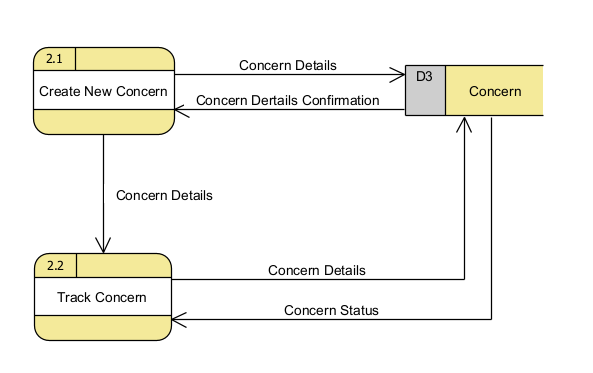 2.1
Create New Concern
Concern Details
D3
Concern
Concern Dertails Confirmation
Concern Details
2.2
Track Concern
Concern Details
Concern Status